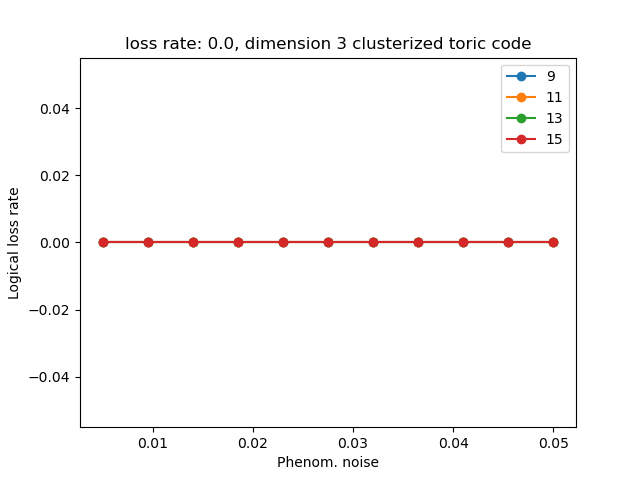 loss rate: 0.0, dimension 3 clusterized toric code
9
11
13
15
0.04
0.02
0.00
−0.02
−0.04
Logical loss rate
0.01 0.02 0.03 0.04 0.05
Phenom. noise